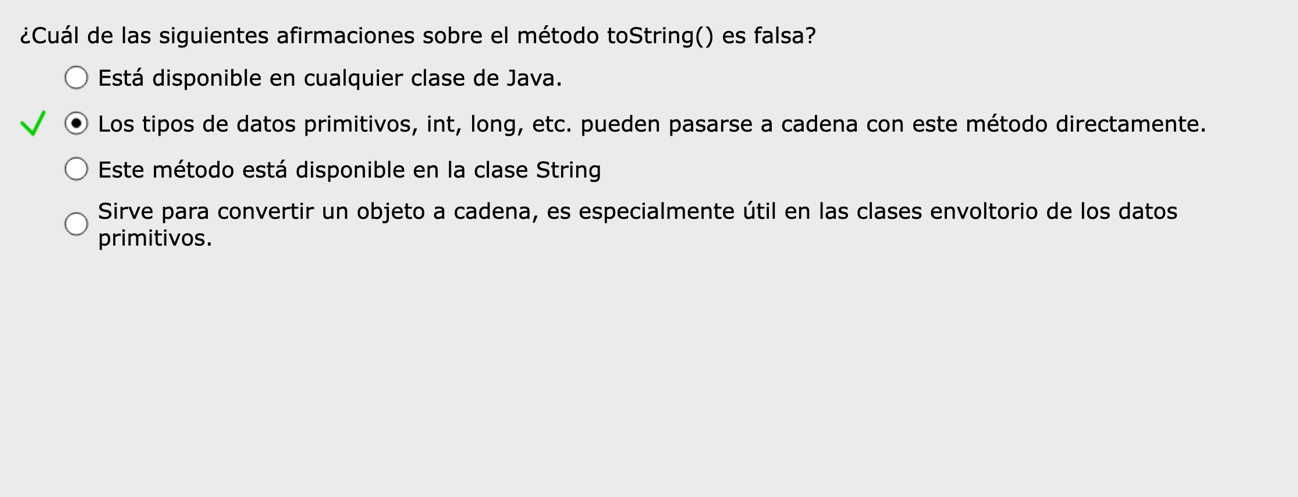 ¿Cuál de las siguientes afirmaciones sobre el método toString() es falsa?
Está disponible en cualquier clase de Java.
Los tipos de datos primitivos, int, long, etc. pueden pasarse a cadena con este método directamente.
Este método está disponible en la clase String
Sirve para convertir un objeto a cadena, es especialmente útil en las clases envoltorio de los datos
primitivos.